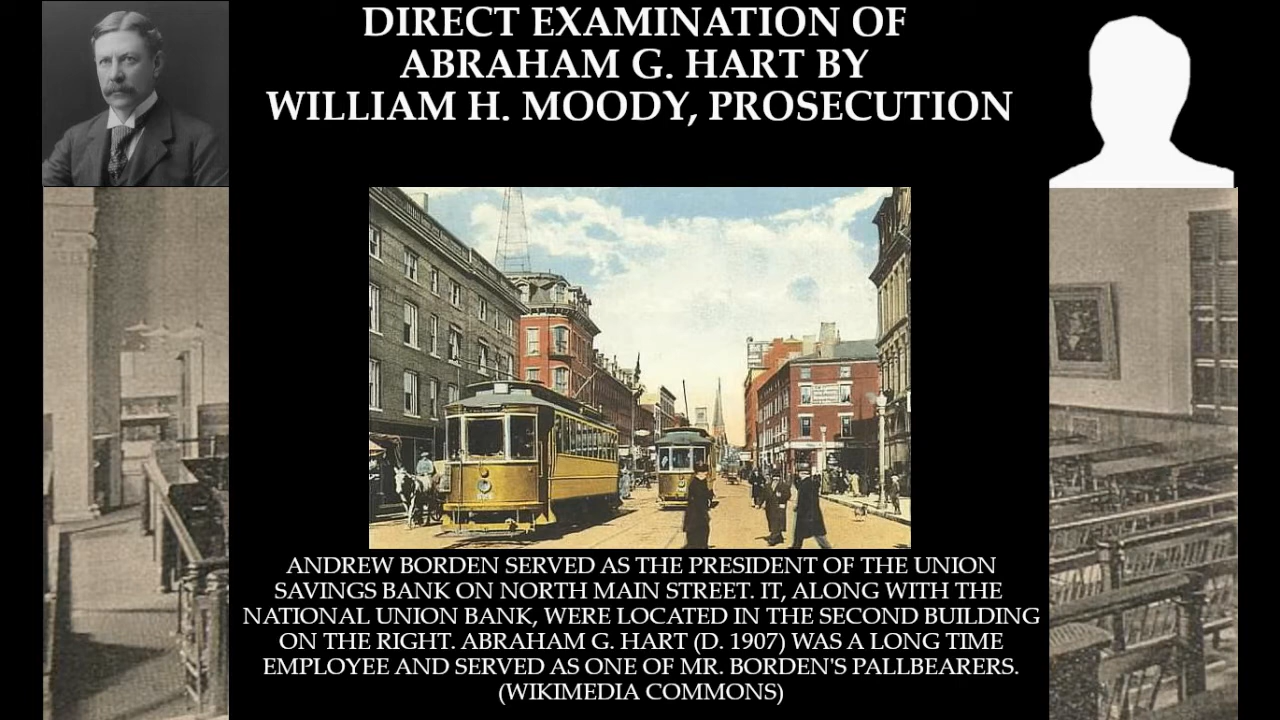 DIRECT EXAMINATION OF
ABRAHAM G. HART BY
WILLIAM H. MOODY, PROSECUTION
ANDREW BORDEN SERVED AS THE PRESIDENT OF THE UNION
SAVINGS BANK ON NORTH MAIN STREET. IT, ALONG WITH THE
NATIONAL UNION BANK, WERE LOCATED IN THE SECOND BUILDING
ON THE RIGHT. ABRAHAM G. HART (D. 1907) WAS A LONG TIME
EMPLOYEE AND SERVED AS ONE OF MR. BORDEN'S PALLBEARERS.
(WIKIMEDIA COMMONS)